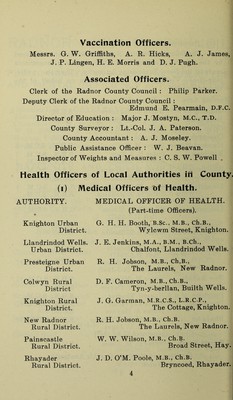 Vaccination Officers.
Messrs. G. W. Griffiths, A. R. Hicks, A. J. James,
J. P. Lingen, H. E. Morris and D. J. Pugh.
Associated Officers.
Clerk of the Radnor County Council : Philip Parker.
Deputy Clerk of the Radnor County Council :
Edmund E. Pearmain, D.F.C.
Director of Education : Major J. Mostyn, M.C., T.D.
County Surveyor : Lt.-Col. J. A. Paterson.
County Accountant : A. J. Moseley.
Public Assistance Officer : W. J. Beavan.
Inspector of Weights and Measures : C. S. W. Powell .
Health Officers of Local Authorities in County.
(1) Medical Officers of Health.
AUTHORITY. MEDICAL OFFICER OF HEALTH.
(Part-time Officers).
Knighton Urban G. H. H. Booth, B.Sc., M.B., Ch.B.,
District. Wylcwm Street, Knighton.
Llandrindod Wells. J. E. Jenkins, M.A., B.M., B.Ch.,
Urban District. Chalfont, Llandrindod Wells.
Presteigne Urban R. H. Jobson, M.B., Ch.B.,
District. The Laurels, New Radnor.
Colwyn Rural D. F. Cameron, M.B., Ch.B.,
District Tyn-y-berllan, Builth Wells.
Knighton Rural J. G. Garman, M.R.C.S., L.R.C.P.,
District. The Cottage, Knighton.
New Radnor R. H. Jobson, M.B., Ch.B.
Rural District. The Laurels, New Radnor.
Painscastle W. W. Wilson, M.B., Ch.B.
Rural District. Broad Street, Hay.
Rhayader J. D. O'M. Poole, M.B., Ch.B.
Rural District. Bryncoed, Rhayader.
4